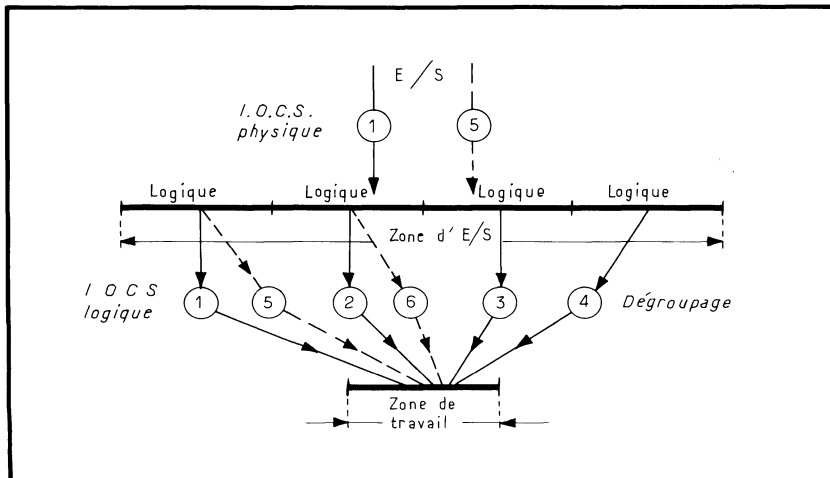 E/S
I.O.C.S.
physique
1
5
Logique
Logique
Logique
Logique
Zone d'E/S
I O C S
logique
1
5
2
6
3
4
Dégroupage
Zone de
travail